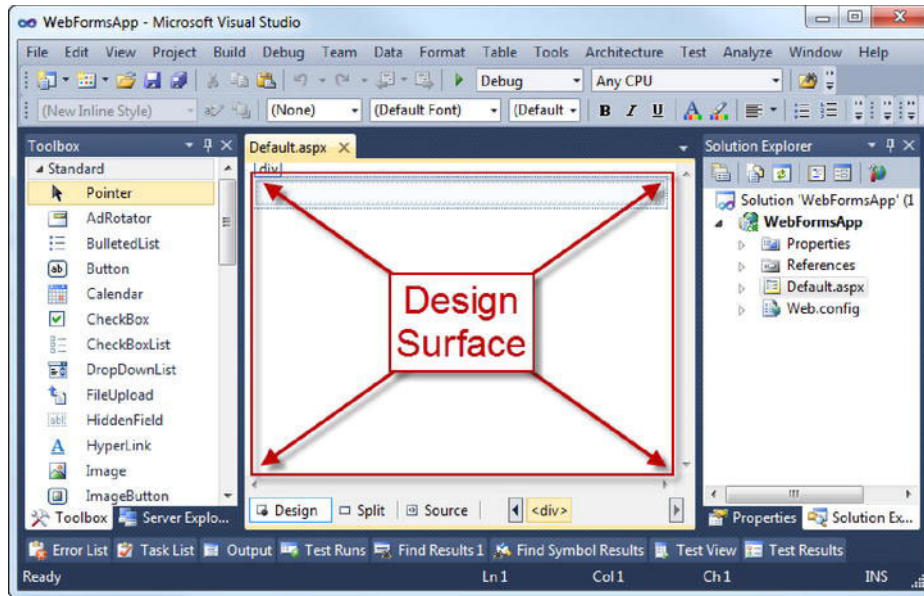 WebFormsApp - Microsoft Visual Studio
File Edit View Project Build Debug Team Data Format Table Tools Architecture Test Analyze Window Help
Debug Any CPU
(New Inline Style) (None) (Default Font) (Default B I U A
Toolbox
Standard
Pointer
AdRotator
BulletedList
ab Button
Calendar
CheckBox
CheckBoxList
DropDownList
FileUpload
abl HiddenField
A HyperLink
Image
ImageButton
Toolbox Server Explo...
Default.aspx
div
Design
Surface
Design Split Source <div>
Solution Explorer
Solution 'WebFormsApp' (1
WebFormsApp
Properties
References
Default.aspx
Web.config
Properties Solution Ex...
Error List Task List Output Test Runs Find Results 1 Find Symbol Results Test View Test Results
Ready Ln 1 Col 1 Ch 1 INS